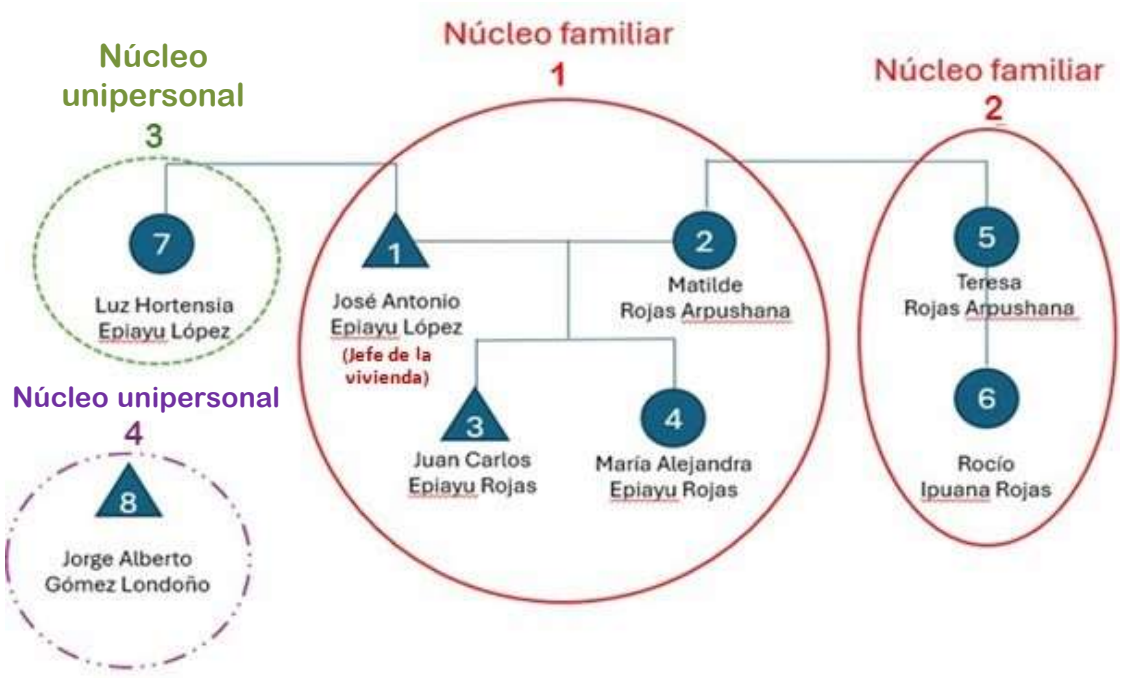 Núcleo familiar
1
Núcleo
unipersonal
3
Núcleo familiar
2
7
Luz Hortensia
Epiayu López
1
José Antonio
Epiayu López
(Jefe de la
vivienda)
2
Matilde
Rojas Arpushana
5
Teresa
Rojas Arpushana
3
Juan Carlos
Epiayu Rojas
4
María Alejandra
Epiayu Rojas
6
Rocío
Ipuana Rojas
Núcleo unipersonal
4
8
Jorge Alberto
Gómez Londoño